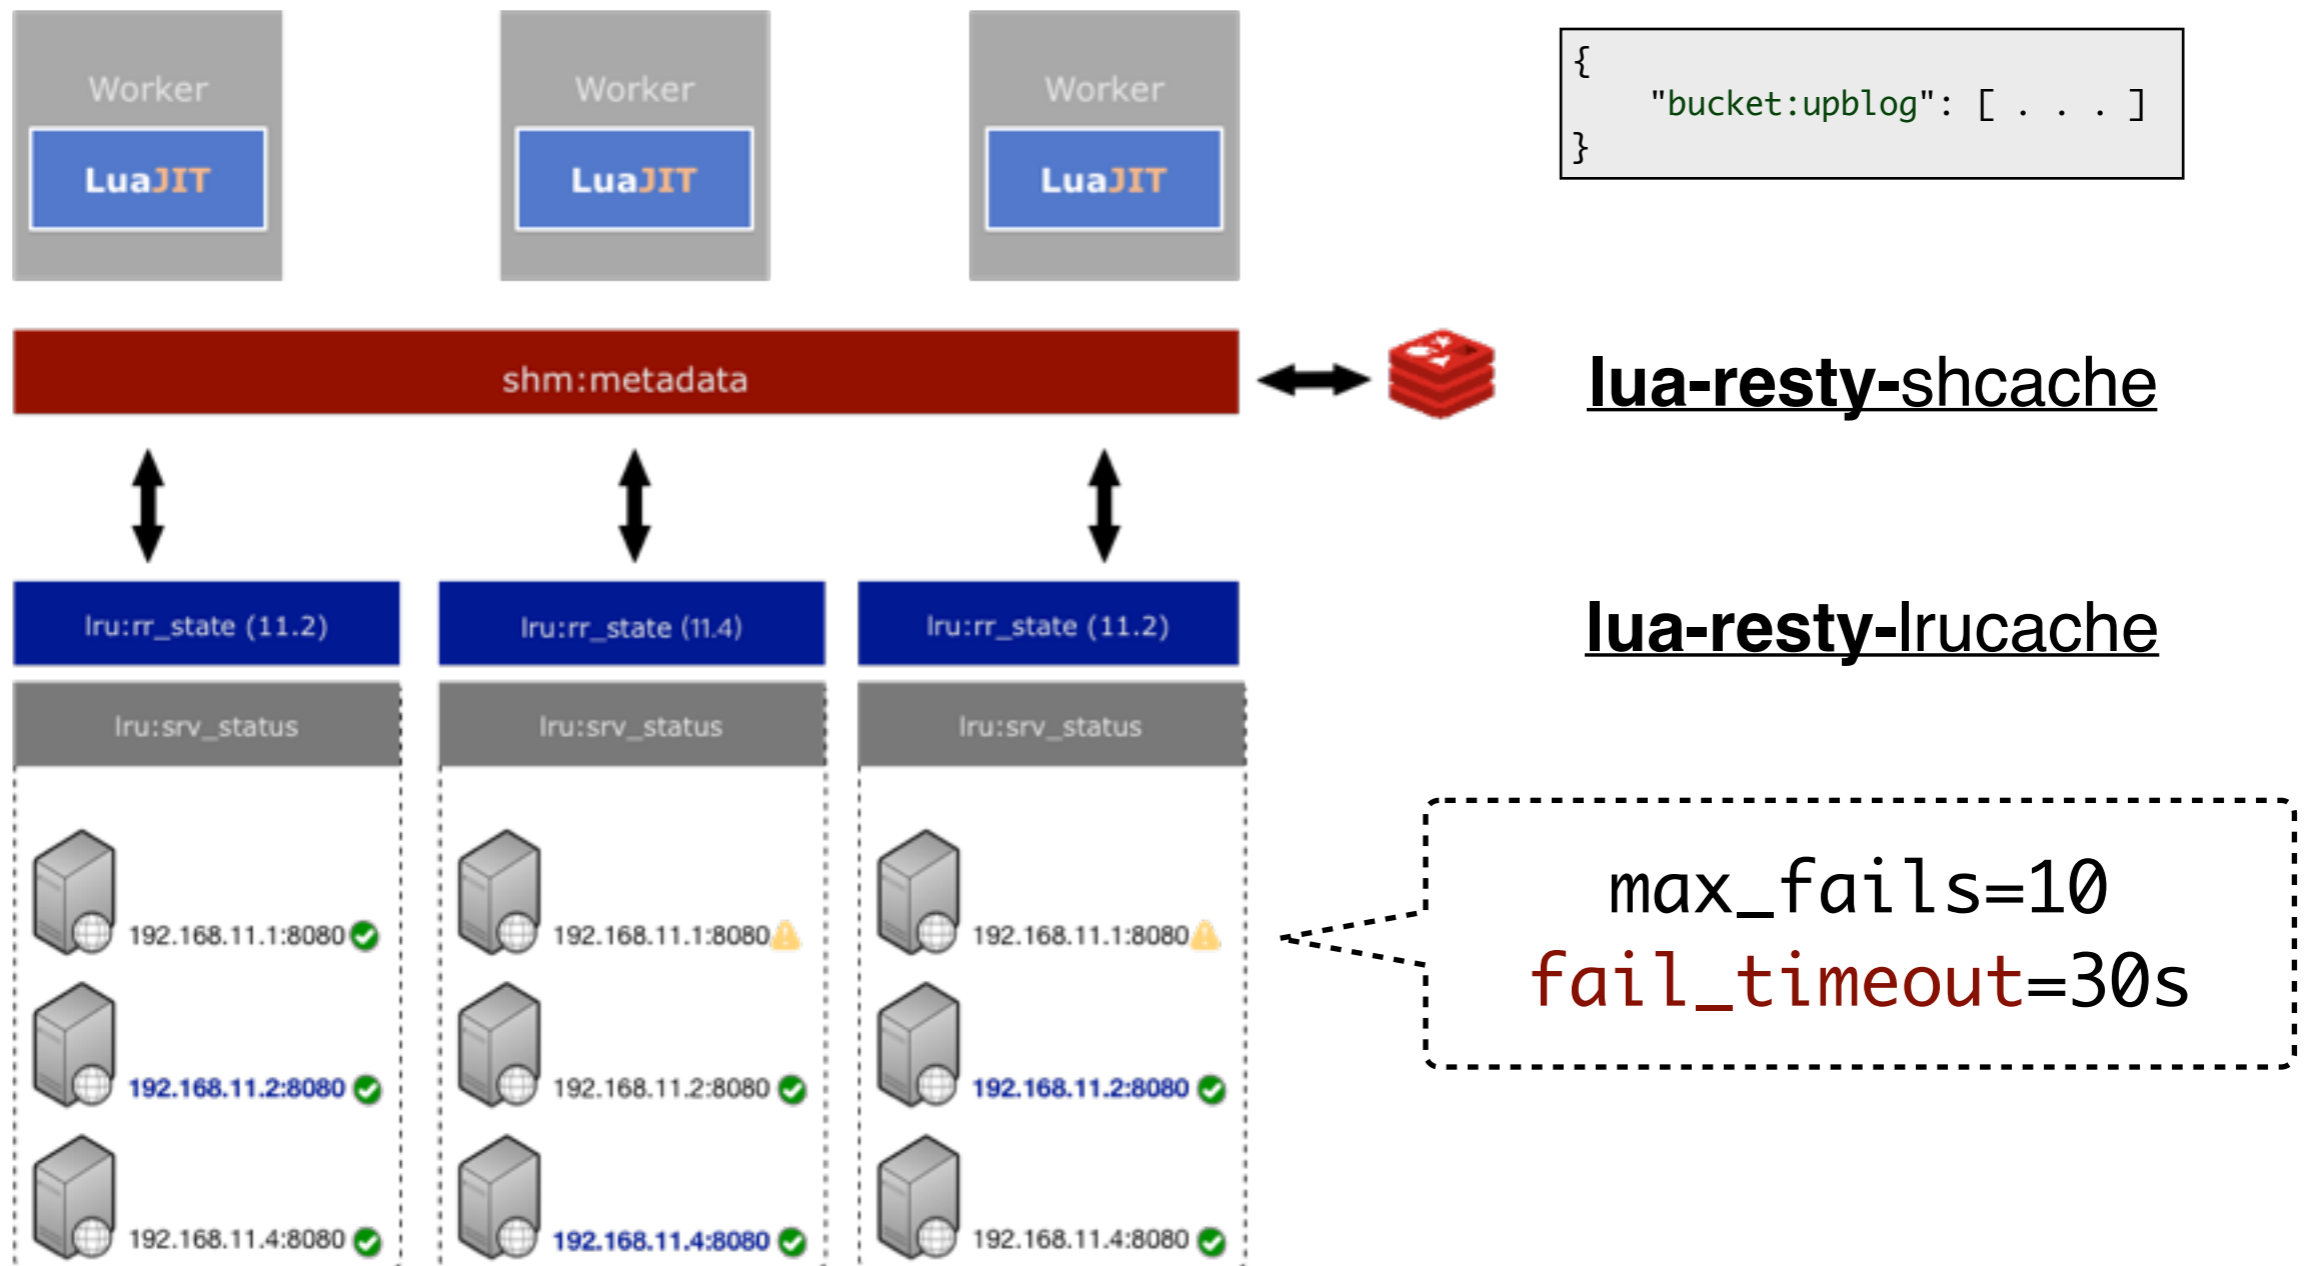 Worker Worker Worker
LuaJIT LuaJIT LuaJIT
{
"bucket:upblog": [ . . . ]
}
shm:metadata
lua-resty-shcache
lru:rr_state (11.2) lru:rr_state (11.4) lru:rr_state (11.2)
lua-resty-lrucache
lru:srv_status lru:srv_status lru:srv_status
192.168.11.1:8080 192.168.11.1:8080 192.168.11.1:8080
192.168.11.2:8080 192.168.11.2:8080 192.168.11.2:8080
192.168.11.4:8080 192.168.11.4:8080 192.168.11.4:8080
max_fails=10
fail_timeout=30s